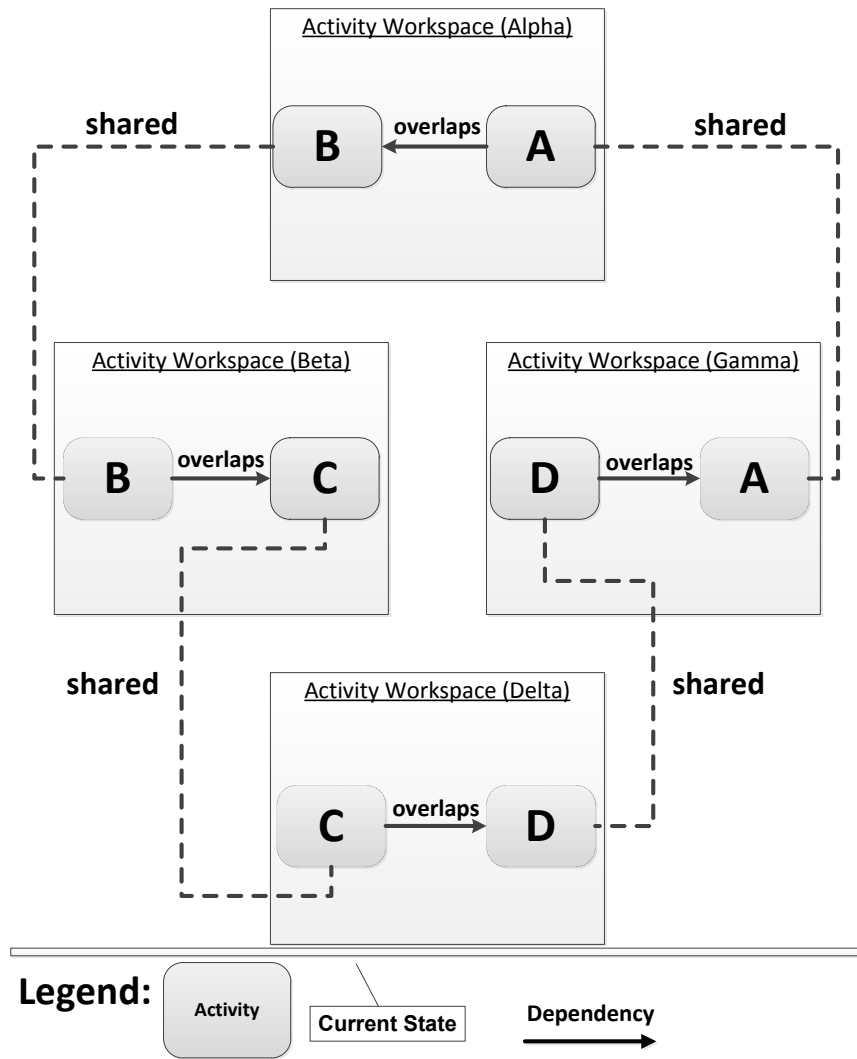 Activity Workspace (Alpha)
shared
B
overlaps
A
shared
Activity Workspace (Beta)
Activity Workspace (Gamma)
B
overlaps
C
D
overlaps
A
shared
Activity Workspace (Delta)
shared
C
overlaps
D
Legend:
Activity
Current State
Dependency